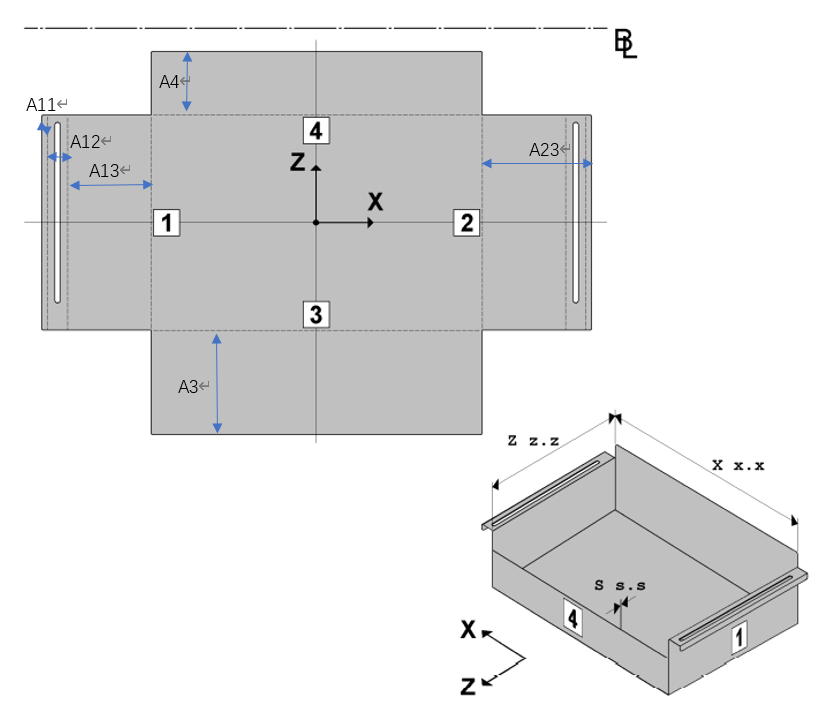 BL
A4↵
A11↵
4
A12↵
A23↵
Z
A13↵
X
1
2
3
A3↵
Z z.z
X x.x
S s.s
4
X
1
Z